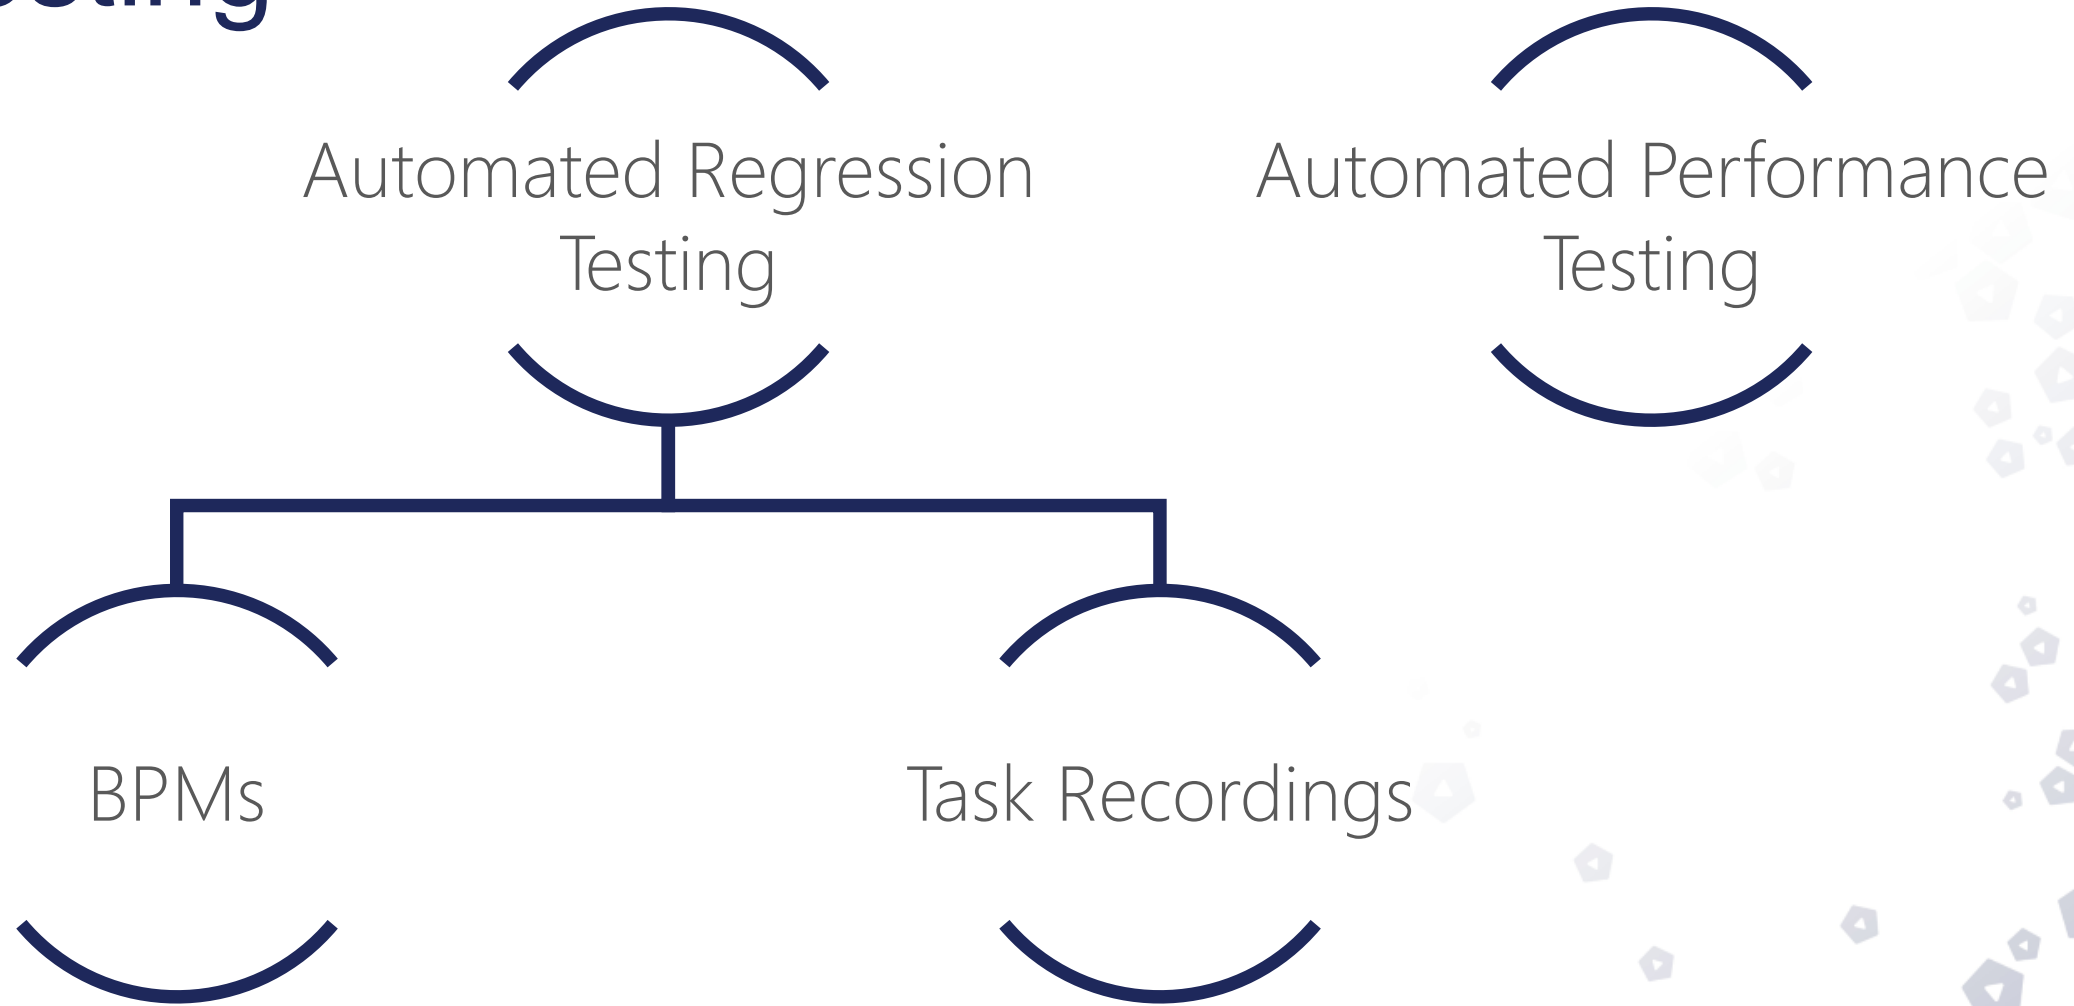 Automated Regression
Testing
Automated Performance
Testing
BPMs
Task Recordings